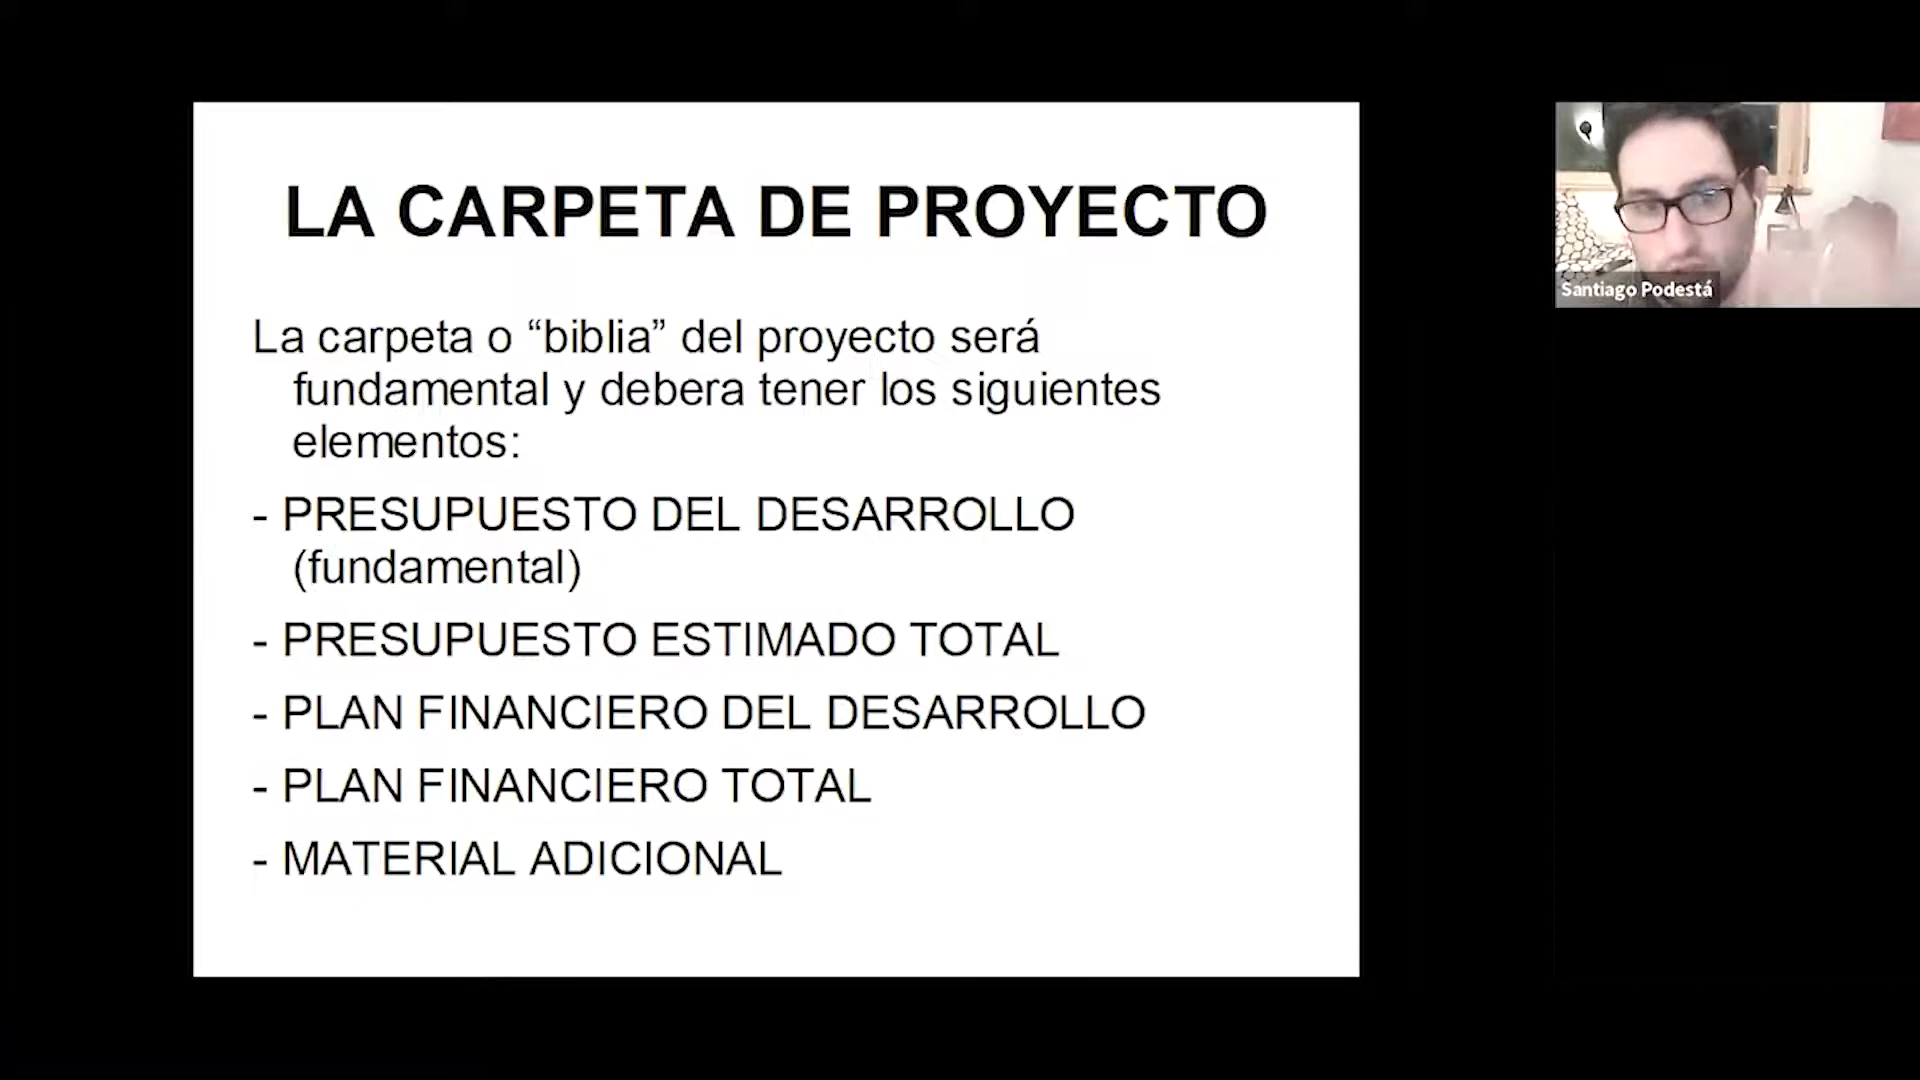 LA CARPETA DE PROYECTO
La carpeta o “biblia” del proyecto será
fundamental y debera tener los siguientes
elementos:
- PRESUPUESTO DEL DESARROLLO
(fundamental)
- PRESUPUESTO ESTIMADO TOTAL
- PLAN FINANCIERO DEL DESARROLLO
- PLAN FINANCIERO TOTAL
- MATERIAL ADICIONAL
Santiago Podestá